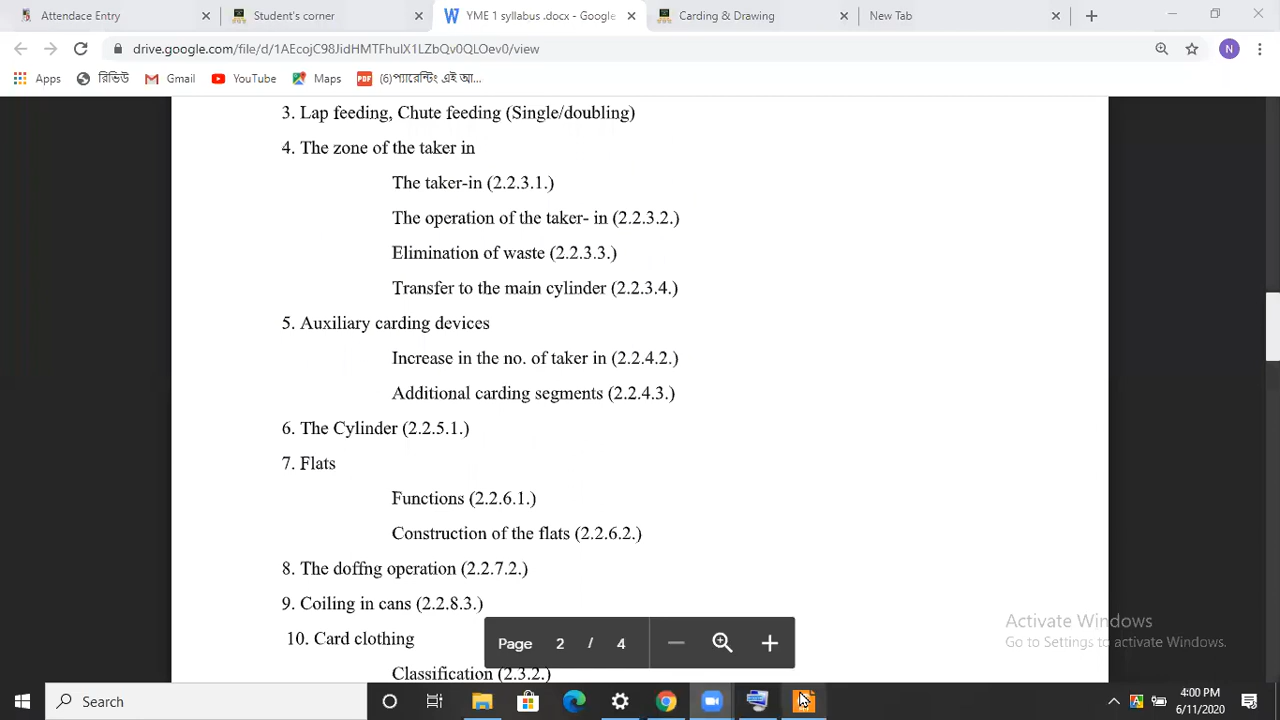 Attendace Entry
Student's corner
YME 1 syllabus .docx - Google
Carding & Drawing
New Tab
drive.google.com/file/d/1AEcojC98JidHMTFhulX1LZbQv0QLOev0/view
N
Apps
রিভিউ
Gmail
YouTube
Maps
PDF
(6)প্যারেন্টিং এই আ...
3. Lap feeding, Chute feeding (Single/doubling)
4. The zone of the taker in
The taker-in (2.2.3.1.)
The operation of the taker- in (2.2.3.2.)
Elimination of waste (2.2.3.3.)
Transfer to the main cylinder (2.2.3.4.)
5. Auxiliary carding devices
Increase in the no. of taker in (2.2.4.2.)
Additional carding segments (2.2.4.3.)
6. The Cylinder (2.2.5.1.)
7. Flats
Functions (2.2.6.1.)
Construction of the flats (2.2.6.2.)
8. The doffng operation (2.2.7.2.)
9. Coiling in cans (2.2.8.3.)
10. Card clothing
Classification (2.3.2.)
Page 2 / 4
Activate Windows
Go to Settings to activate Windows.
Search
4:00 PM
6/11/2020